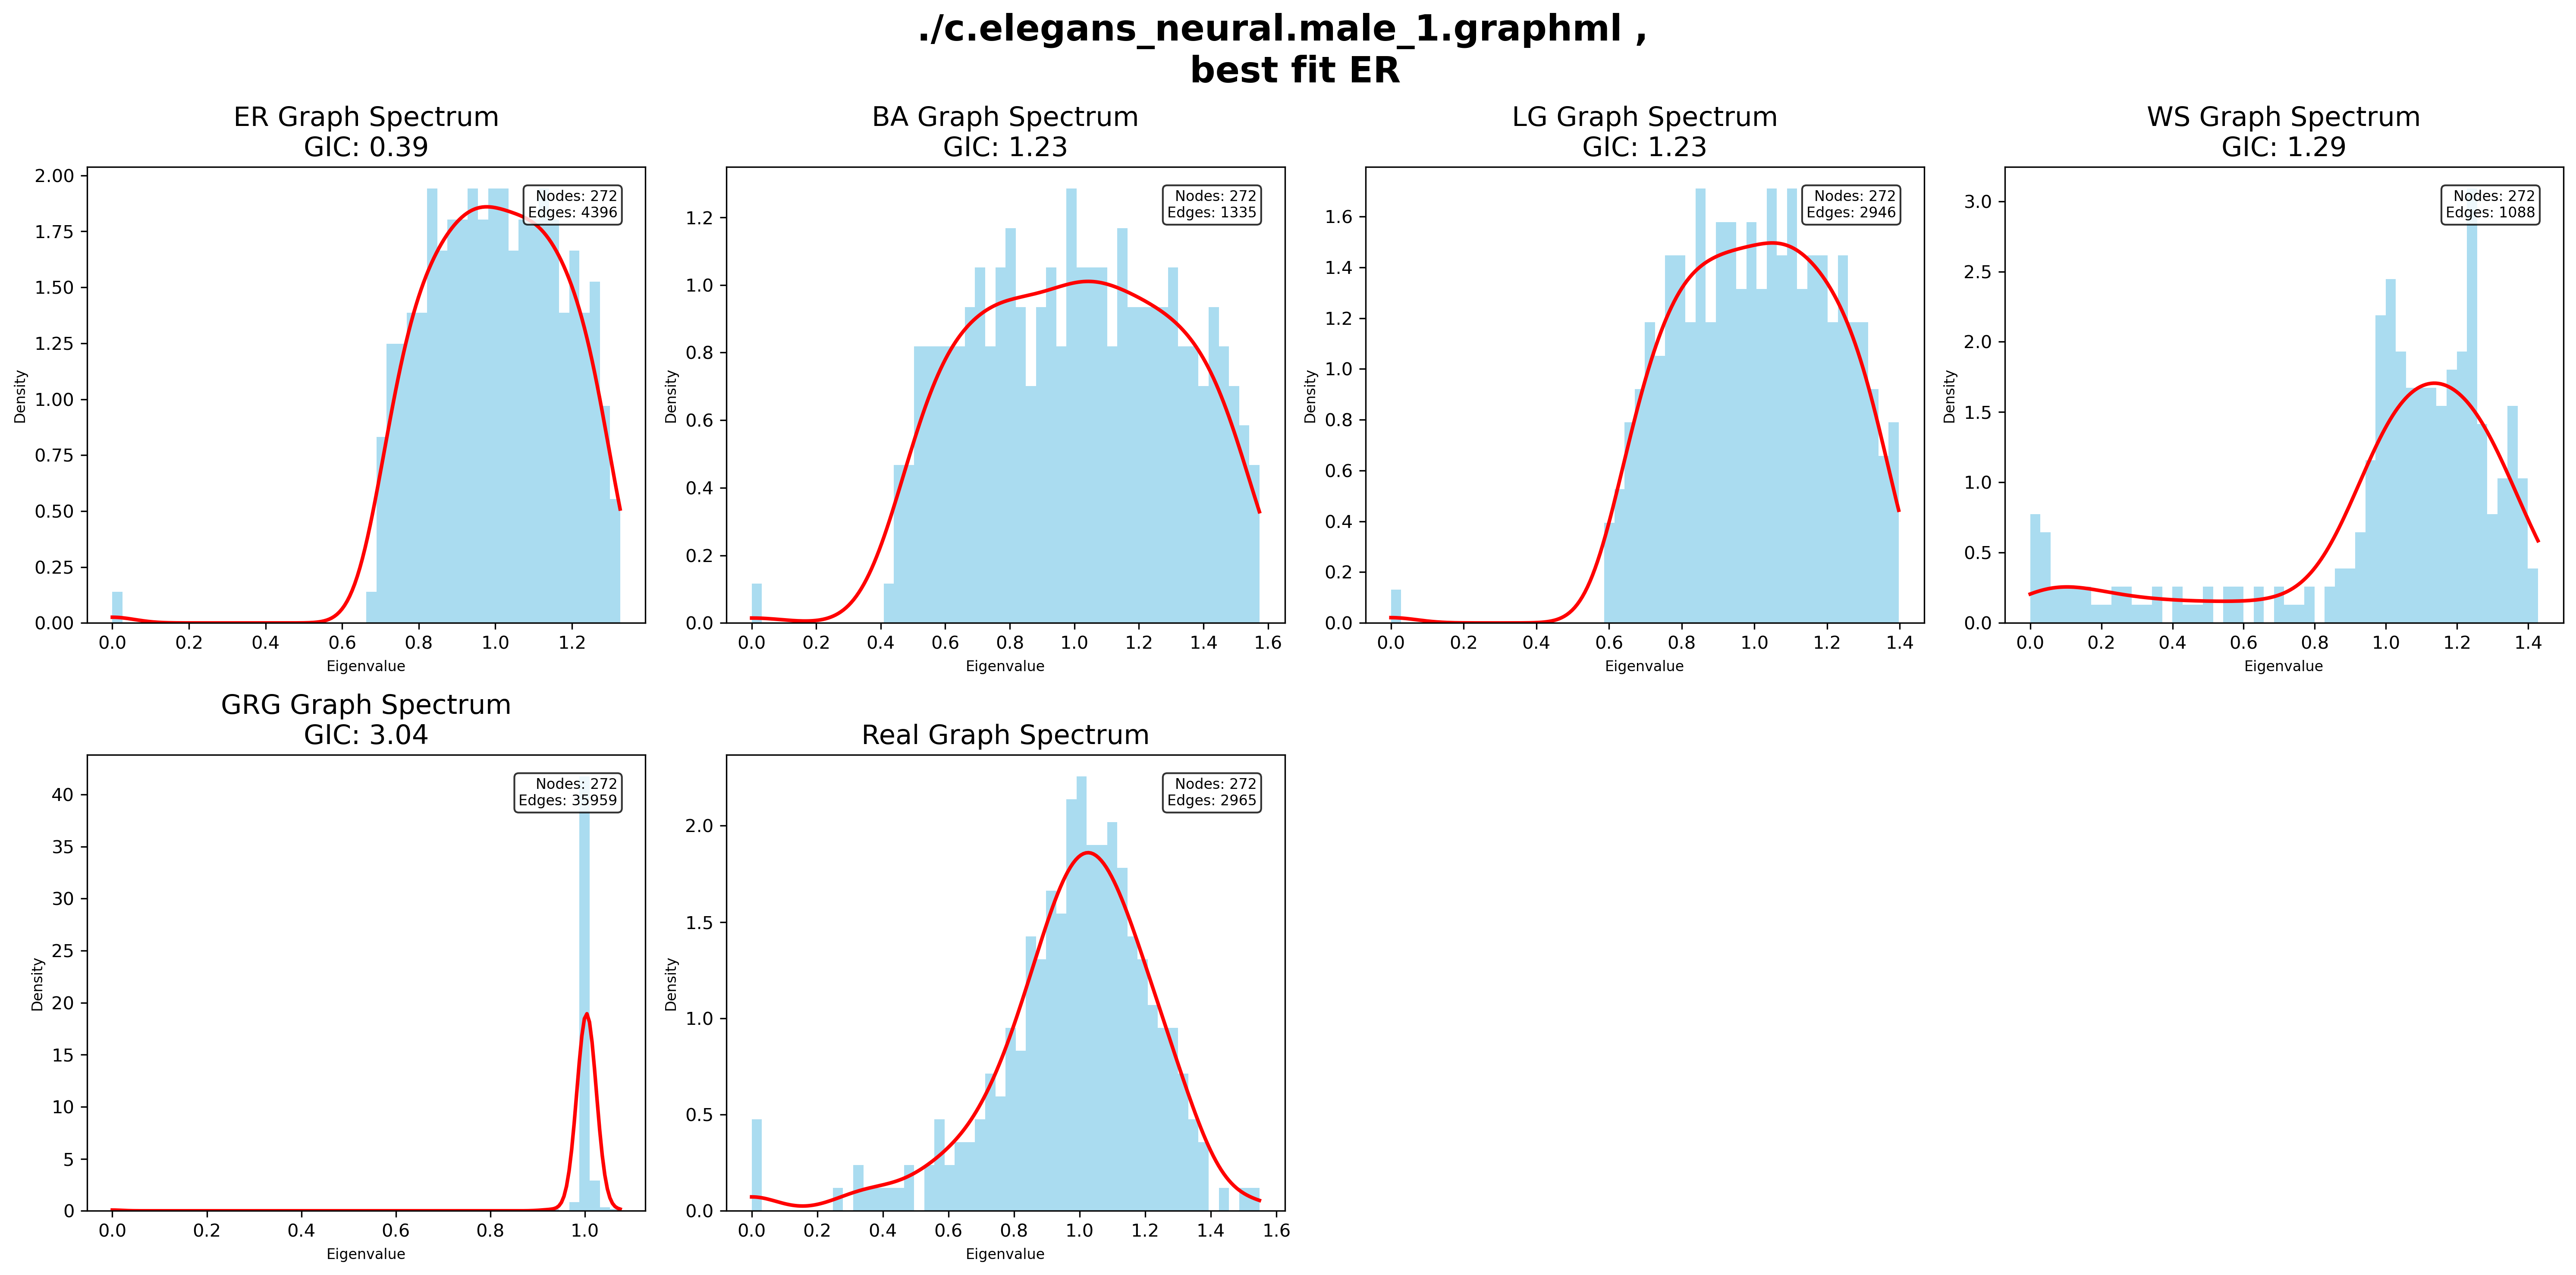 ./c.elegans_neural.male_1.graphml ,
best fit ER
ER Graph Spectrum
GIC: 0.39
Nodes: 272
Edges: 4396
Density
2.00
1.75
1.50
1.25
1.00
0.75
0.50
0.25
0.00
0.0 0.2 0.4 0.6 0.8 1.0 1.2
Eigenvalue
BA Graph Spectrum
GIC: 1.23
Nodes: 272
Edges: 1335
Density
1.2
1.0
0.8
0.6
0.4
0.2
0.0
0.0 0.2 0.4 0.6 0.8 1.0 1.2 1.4 1.6
Eigenvalue
LG Graph Spectrum
GIC: 1.23
Nodes: 272
Edges: 2946
Density
1.6
1.4
1.2
1.0
0.8
0.6
0.4
0.2
0.0
0.0 0.2 0.4 0.6 0.8 1.0 1.2 1.4
Eigenvalue
WS Graph Spectrum
GIC: 1.29
Nodes: 272
Edges: 1088
Density
3.0
2.5
2.0
1.5
1.0
0.5
0.0
0.0 0.2 0.4 0.6 0.8 1.0 1.2 1.4
Eigenvalue
GRG Graph Spectrum
GIC: 3.04
Nodes: 272
Edges: 35959
Density
40
35
30
25
20
15
10
5
0
0.0 0.2 0.4 0.6 0.8 1.0
Eigenvalue
Real Graph Spectrum
Nodes: 272
Edges: 2965
Density
2.0
1.5
1.0
0.5
0.0
0.0 0.2 0.4 0.6 0.8 1.0 1.2 1.4 1.6
Eigenvalue